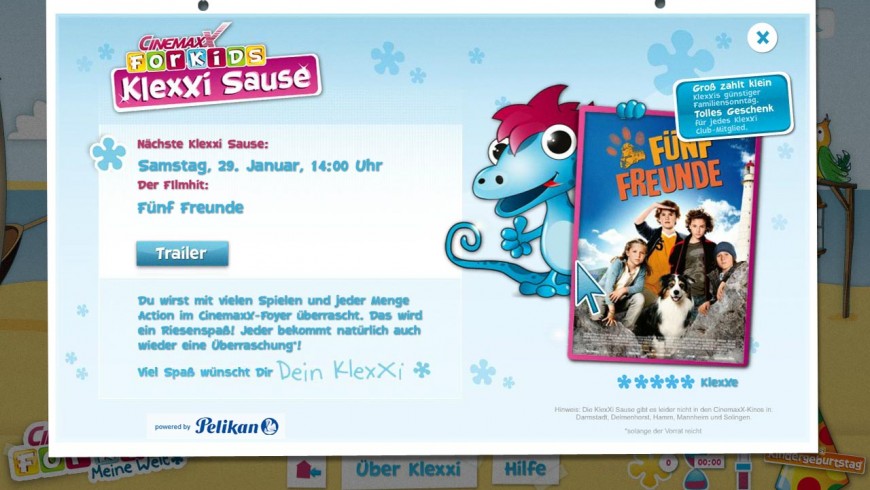 CINEMAXX
FORKIDS
KlexXi Sause
Groß zahlt klein
KlexXis günstiger
Familiensonntag.
Tolles Geschenk
für jedes KlexXi
Club-Mitglied.
Nächste Klexxi Sause:
Samstag, 29. Januar, 14:00 Uhr
Der Filmhit:
Fünf Freunde
FÜNF
FREUNDE
Trailer
Du wirst mit vielen Spielen und jeder Menge
Action im CinemaxX-Foyer überrascht. Das wird
ein Riesenspaß! Jeder bekommt natürlich auch
wieder eine Überraschung*!
Viel Spaß wünscht Dir Dein KlexXi
KlexXe
Hinweis: Die KlexXi Sause gibt es leider nicht in den CinemaxX-Kinos in
Darmstadt, Delmenhorst, Hamm, Mannheim und Solingen.
*solange der Vorrat reicht
powered by Pelikan
Meine Welt
Über Klexxi
Hilfe
0
00:00
Kindergeburtstag